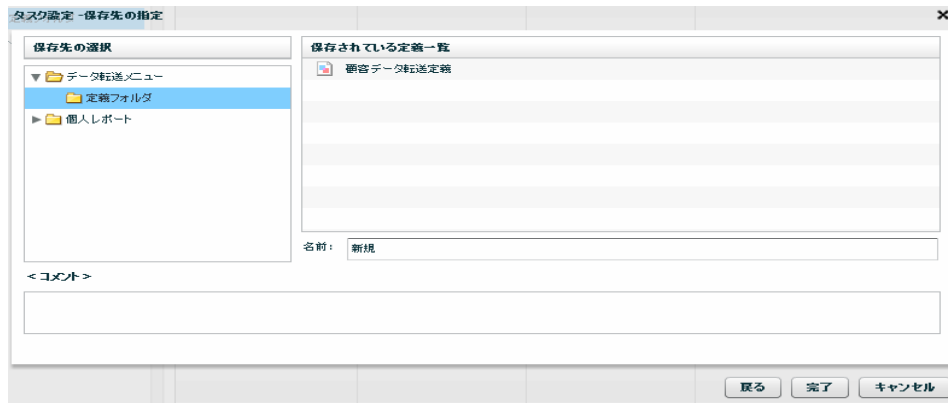 タスク設定 -保存先の指定
保存先の選択
データ転送メニュー
定義フォルダ
個人レポート
保存されている定義一覧
顧客データ転送定義
名前: 新規
<コメント>
戻る 完了 キャンセル